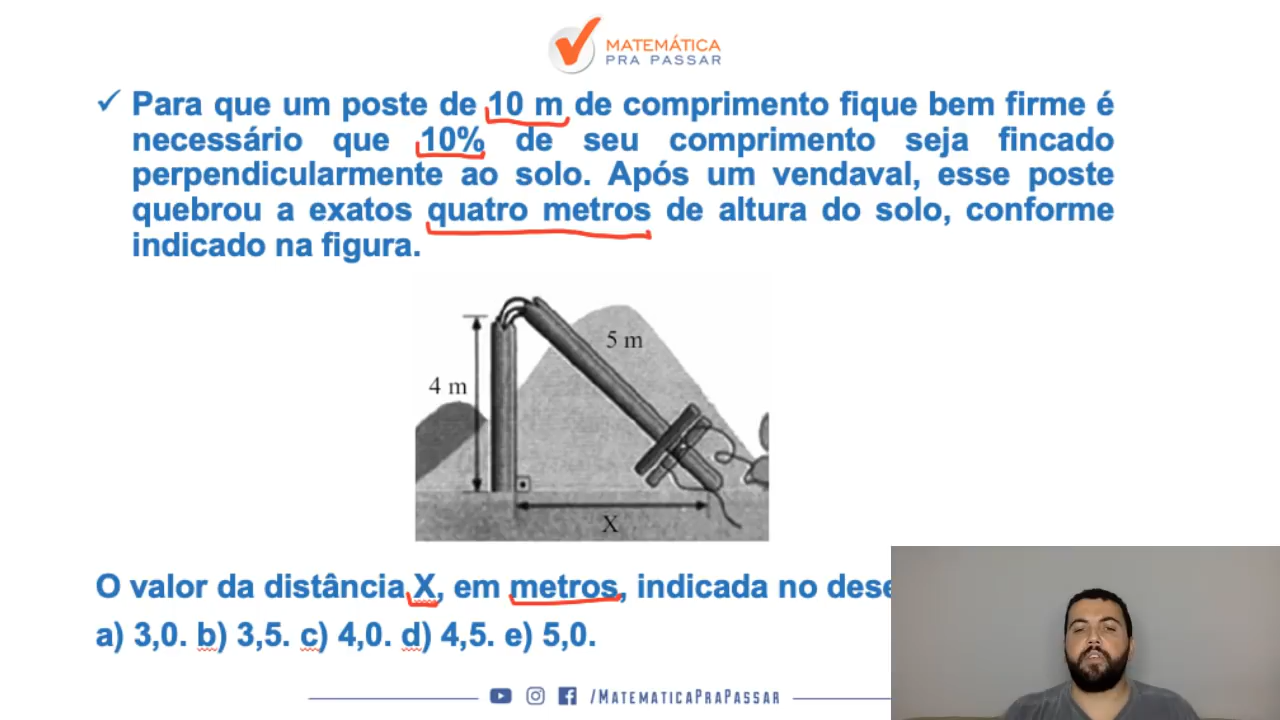 MATEMÁTICA
PRA PASSAR
✓ Para que um poste de 10 m de comprimento fique bem firme é
necessário que 10% de seu comprimento seja fincado
perpendicularmente ao solo. Após um vendaval, esse poste
quebrou a exatos quatro metros de altura do solo, conforme
indicado na figura.
5 m
4 m
X
O valor da distância X, em metros, indicada no
a) 3,0. b) 3,5. c) 4,0. d) 4,5. e) 5,0.
/MATEMATICAPRAPASSAR